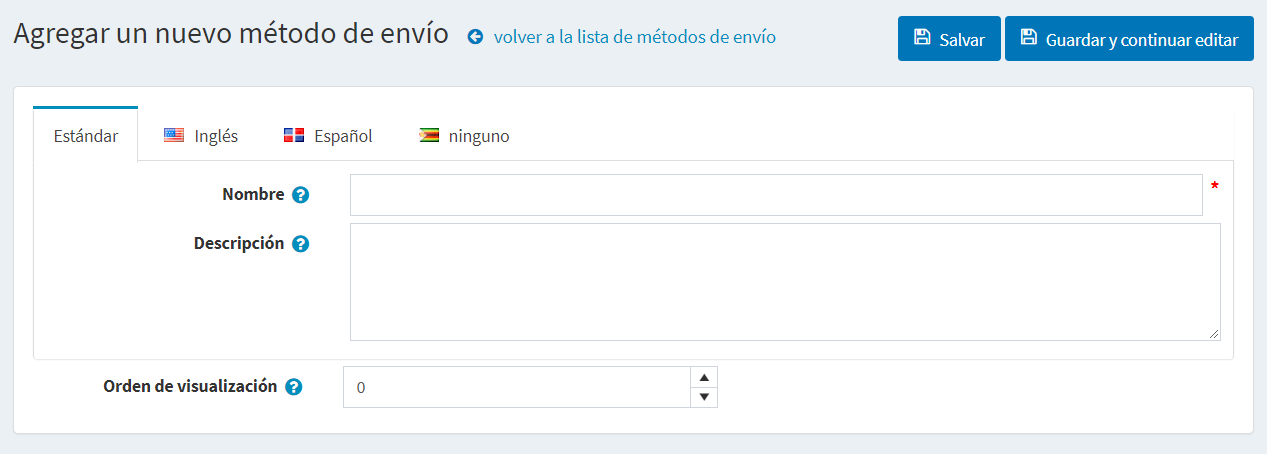 Agregar un nuevo método de envío volver a la lista de métodos de envío Salvar Guardar y continuar editar
Estándar Inglés Español ninguno
Nombre ? *
Descripción ?
Orden de visualización ? 0